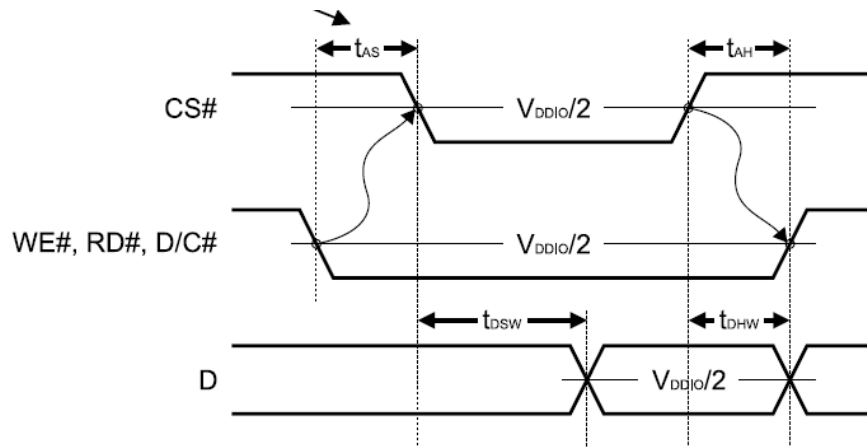 tAS tAH
CS# VDDIO/2
WE#, RD#, D/C# VDDIO/2
tDSW tDHW
D VDDIO/2